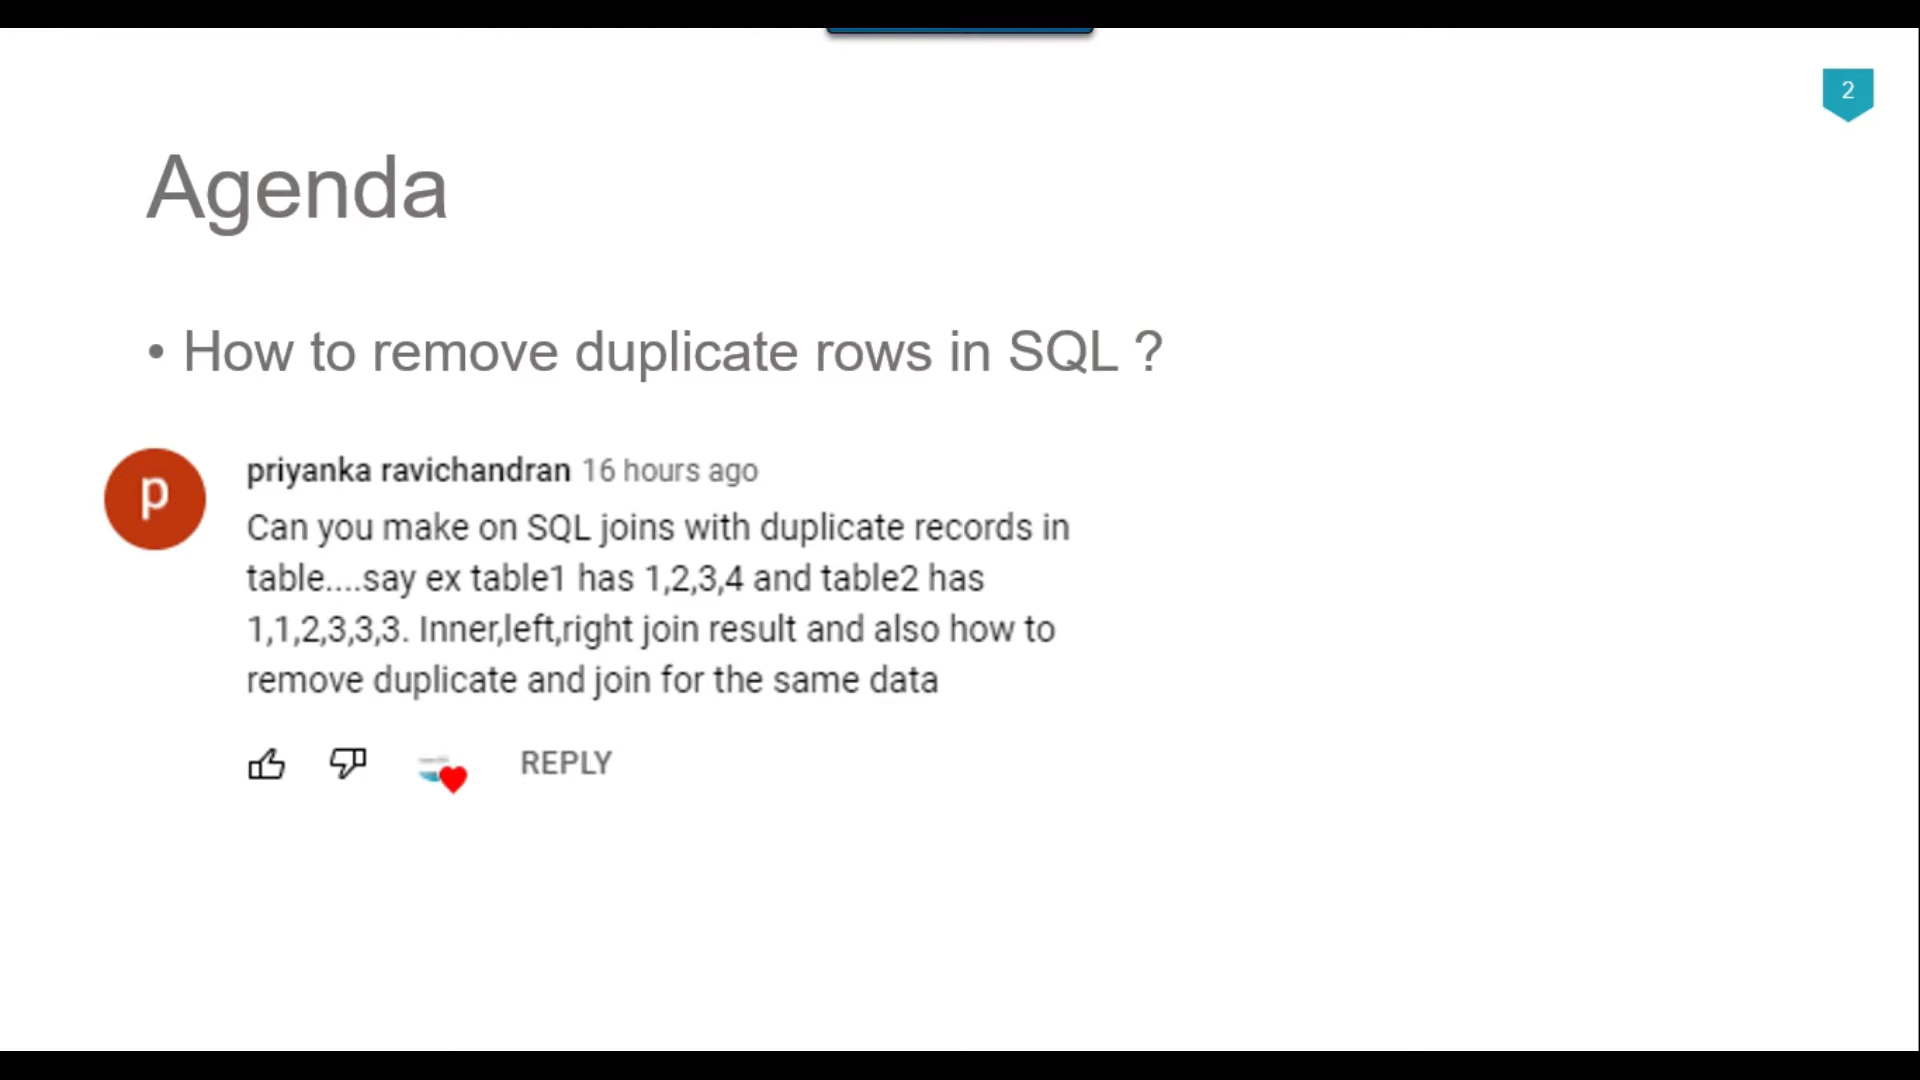 2
Agenda
• How to remove duplicate rows in SQL ?
p
priyanka ravichandran 16 hours ago
Can you make on SQL joins with duplicate records in
table....say ex table1 has 1,2,3,4 and table2 has
1,1,2,3,3,3. Inner,left,right join result and also how to
remove duplicate and join for the same data
REPLY